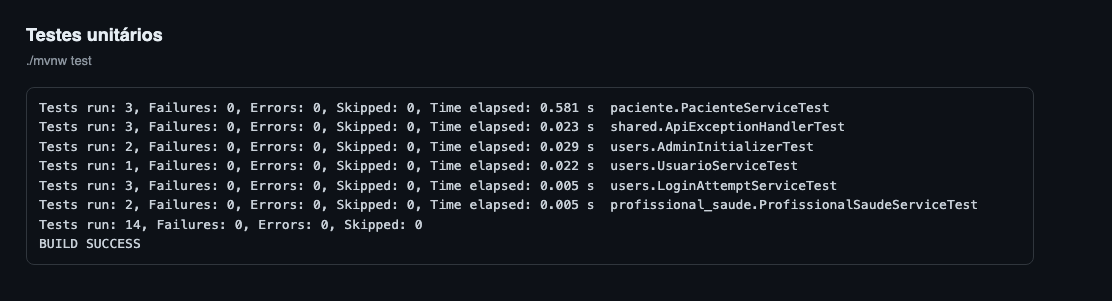 Testes unitários
./mvnw test
Tests run: 3, Failures: 0, Errors: 0, Skipped: 0, Time elapsed: 0.581 s  paciente.PacienteServiceTest
Tests run: 3, Failures: 0, Errors: 0, Skipped: 0, Time elapsed: 0.023 s  shared.ApiExceptionHandlerTest
Tests run: 2, Failures: 0, Errors: 0, Skipped: 0, Time elapsed: 0.029 s  users.AdminInitializerTest
Tests run: 1, Failures: 0, Errors: 0, Skipped: 0, Time elapsed: 0.022 s  users.UsuarioServiceTest
Tests run: 3, Failures: 0, Errors: 0, Skipped: 0, Time elapsed: 0.005 s  users.LoginAttemptServiceTest
Tests run: 2, Failures: 0, Errors: 0, Skipped: 0, Time elapsed: 0.005 s  profissional_saude.ProfissionalSaudeServiceTest
Tests run: 14, Failures: 0, Errors: 0, Skipped: 0
BUILD SUCCESS